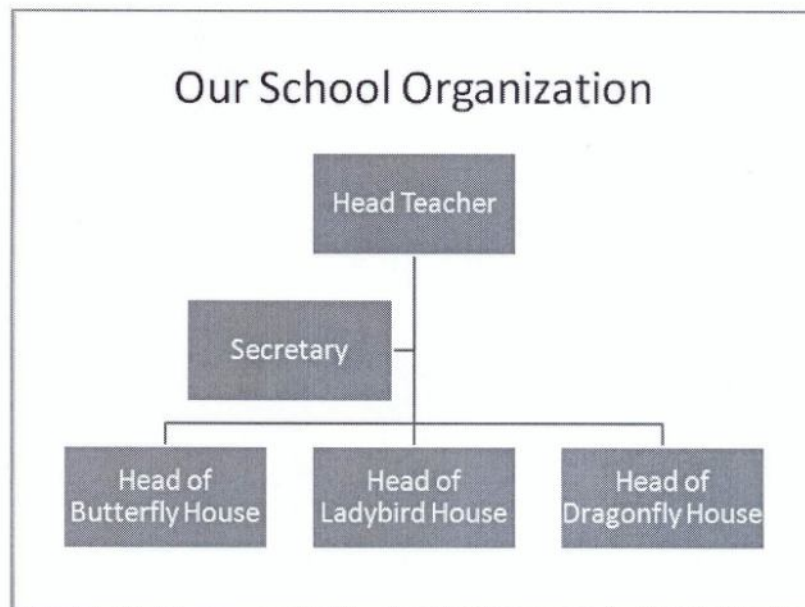 Our School Organization
Head Teacher
Secretary
Head of
Butterfly House
Head of
Ladybird House
Head of
Dragonfly House